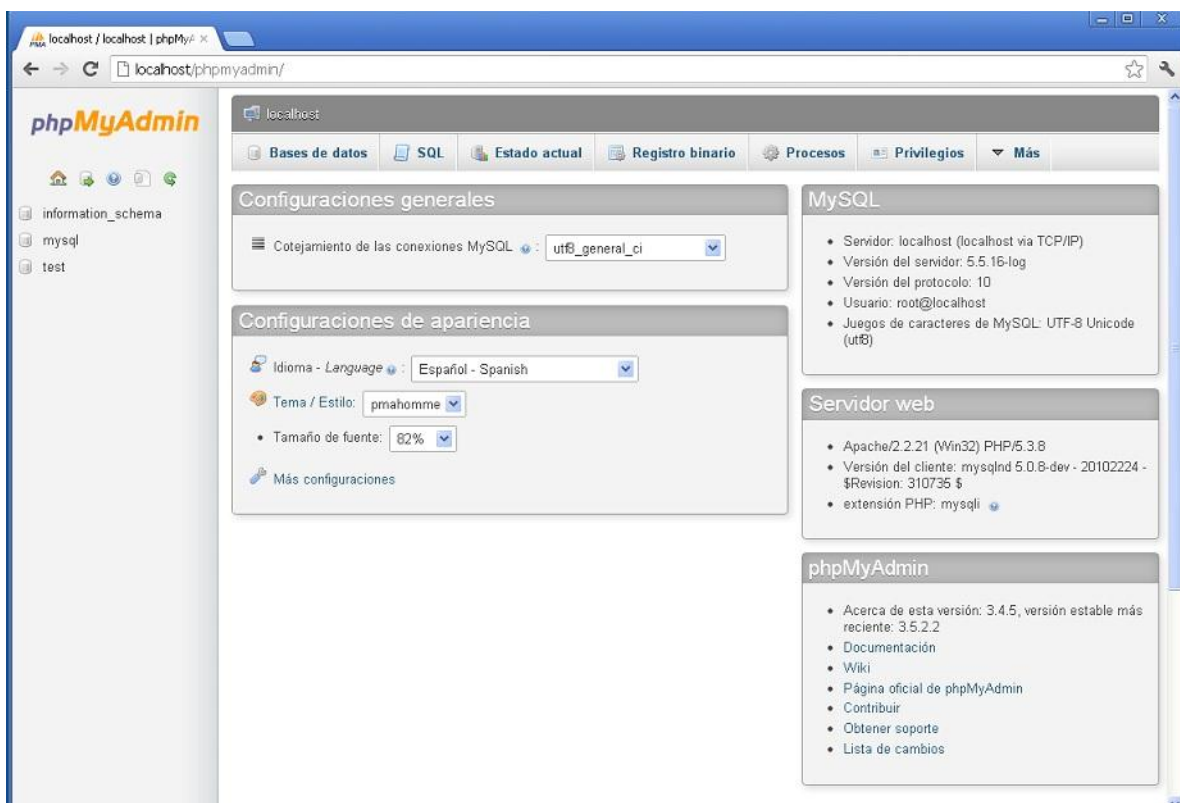 localhost / localhost | phpMyA
localhost/phpmyadmin/
phpMyAdmin
information_schema
mysql
test
localhost
Bases de datos SQL Estado actual Registro binario Procesos Privilegios Más
Configuraciones generales
Cotejamiento de las conexiones MySQL : utf8_general_ci
Configuraciones de apariencia
Idioma - Language : Español - Spanish
Tema / Estilo: pmahomme
Tamaño de fuente: 82%
Más configuraciones
MySQL
Servidor: localhost (localhost via TCP/IP)
Versión del servidor: 5.5.16-log
Versión del protocolo: 10
Usuario: root@localhost
Juegos de caracteres de MySQL: UTF-8 Unicode
(utf8)
Servidor web
Apache/2.2.21 (Win32) PHP/5.3.8
Versión del cliente: mysqlnd 5.0.8-dev - 20102224 -
$Revision: 310735 $
extensión PHP: mysqli
phpMyAdmin
Acerca de esta versión: 3.4.5, versión estable más
reciente: 3.5.2.2
Documentación
Wiki
Página oficial de phpMyAdmin
Contribuir
Obtener soporte
Lista de cambios